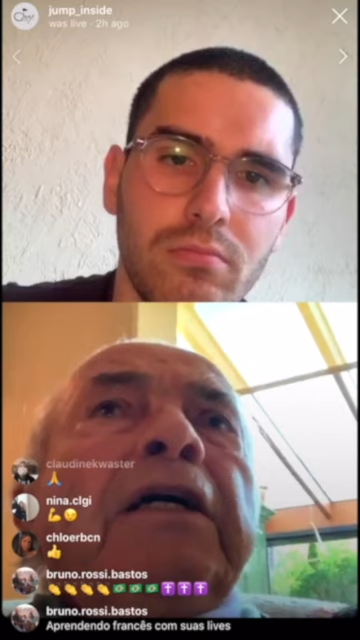 jump_inside
was live · 2h ago
claudinekwaster
🙏
nina.clgi
💪😉
chloerbcn
👍
bruno.rossi.bastos
👏👏👏👏🇧🇷🇧🇷🇧🇷✝️✝️✝️
bruno.rossi.bastos
Aprendendo francês com suas lives